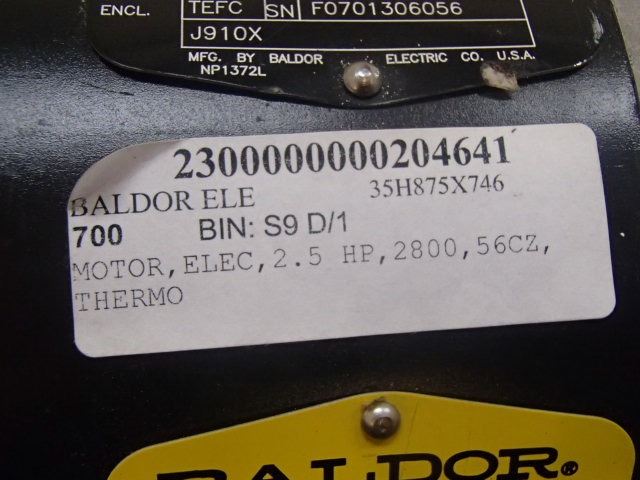 ENCL. TEFC SN F0701306056
J910X
MFG. BY BALDOR ELECTRIC CO. U.S.A.
NP1372L
2300000000204641
BALDOR ELE 35H875X746
700 BIN: S9 D/1
MOTOR,ELEC,2.5 HP,2800,56CZ,
THERMO
BALDOR®